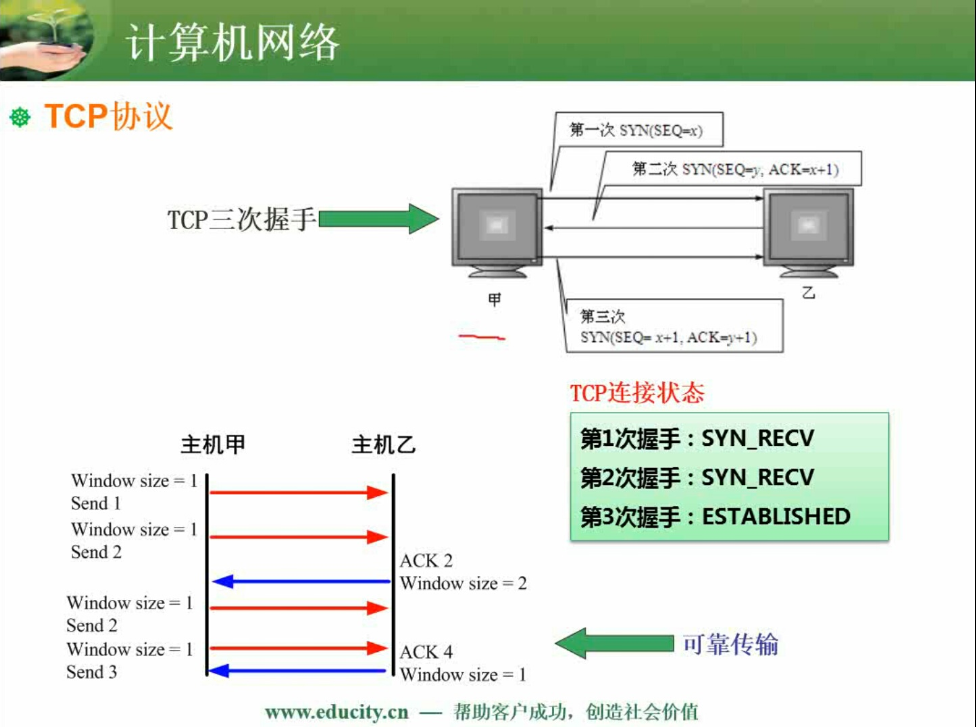 计算机网络
TCP协议
第一次 SYN(SEQ=x)
第二次 SYN(SEQ=y, ACK=x+1)
TCP三次握手
甲
乙
第三次
SYN(SEQ= x+1, ACK=y+1)
TCP连接状态
第1次握手：SYN_RECV
第2次握手：SYN_RECV
第3次握手：ESTABLISHED
主机甲
主机乙
Window size = 1
Send 1
Window size = 1
Send 2
ACK 2
Window size = 2
Window size = 1
Send 2
Window size = 1
Send 3
ACK 4
Window size = 1
可靠传输
www.educity.cn — 帮助客户成功，创造社会价值